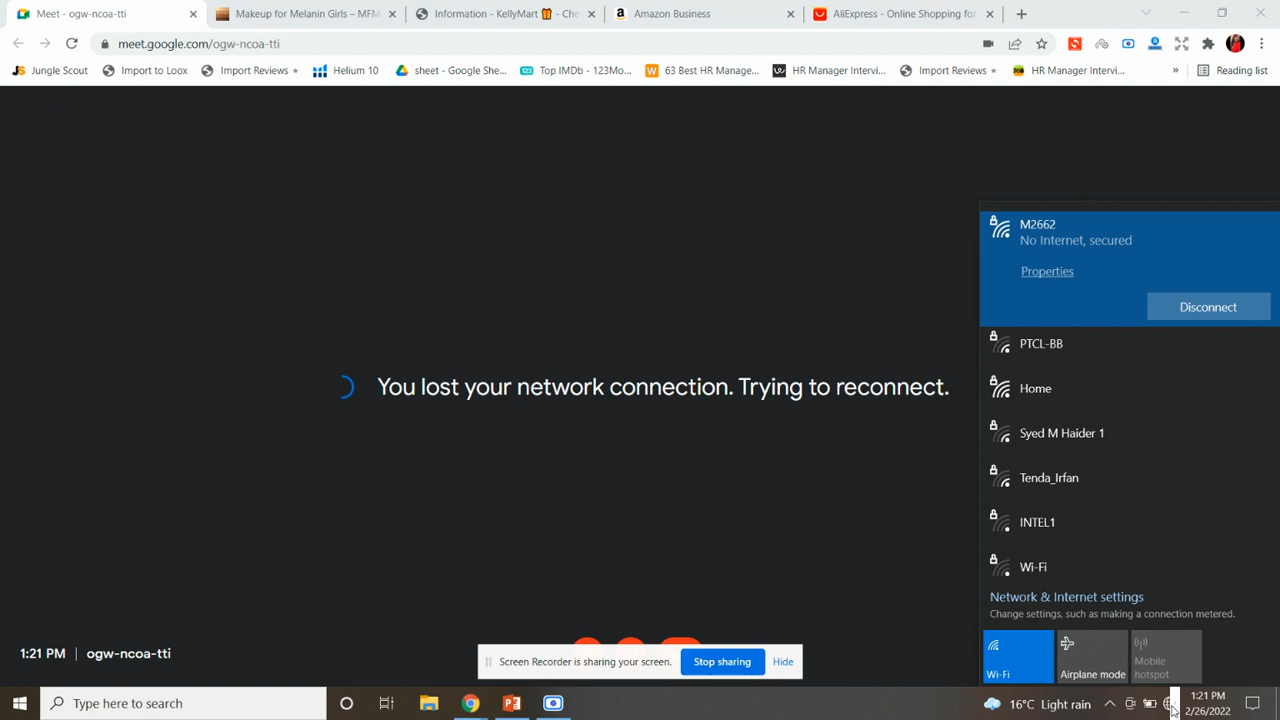 Meet - ogw-ncoa-tti
Makeup for Melanin Girls – MFM
Information - KellyMart 🎁 - Che
Amazon Business
AliExpress - Online Shopping for
meet.google.com/ogw-ncoa-tti
Jungle Scout
Import to Loox
Import Reviews
Helium 10
sheet - Google She...
Top IMDb - 123Mo...
63 Best HR Manage...
HR Manager Intervi...
Import Reviews
HR Manager Intervi...
»
Reading list
M2662
No Internet, secured
Properties
Disconnect
PTCL-BB
You lost your network connection. Trying to reconnect.
Home
Syed M Haider 1
Tenda_Irfan
INTEL1
Wi-Fi
Network & Internet settings
Change settings, such as making a connection metered.
1:21 PM | ogw-ncoa-tti
Screen Recorder is sharing your screen.
Stop sharing
Hide
Wi-Fi
Airplane mode
Mobile
hotspot
Type here to search
16°C Light rain
1:21 PM
2/26/2022